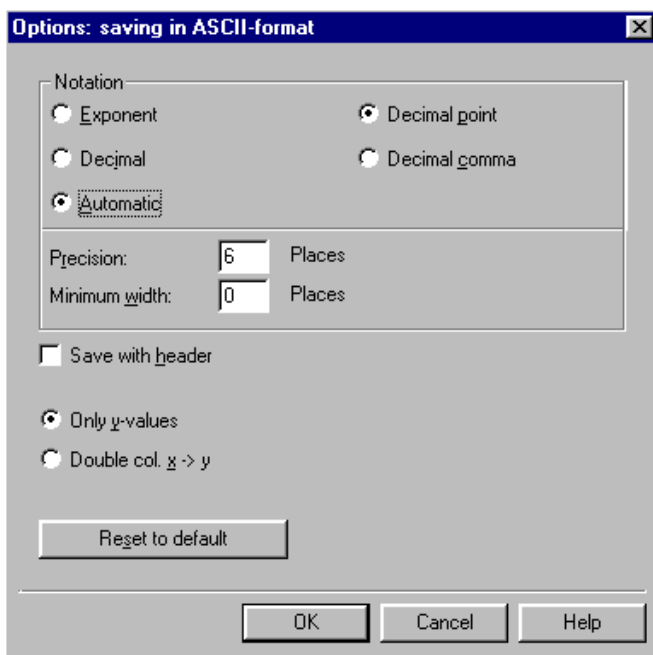 Options: saving in ASCII-format
Notation
Exponent
Decimal point
Decimal
Decimal comma
Automatic
Precision: 6 Places
Minimum width: 0 Places
Save with header
Only y-values
Double col. x -> y
Reset to default
OK Cancel Help